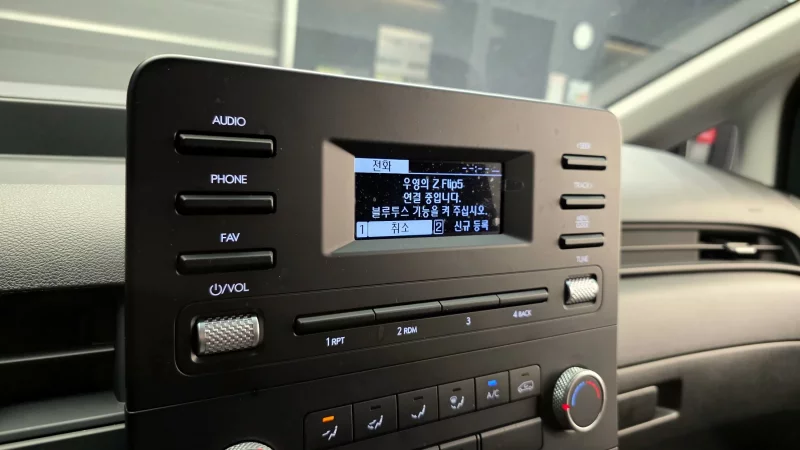 AUDIO
PHONE
FAV
/VOL
전화
우영의 Z Flip5
연결 중입니다.
블루투스 기능을 켜 주십시오.
1 취소 2 신규 등록
TRACK
TUNE
1 RPT
2 RDM
3
4 BACK
A/C